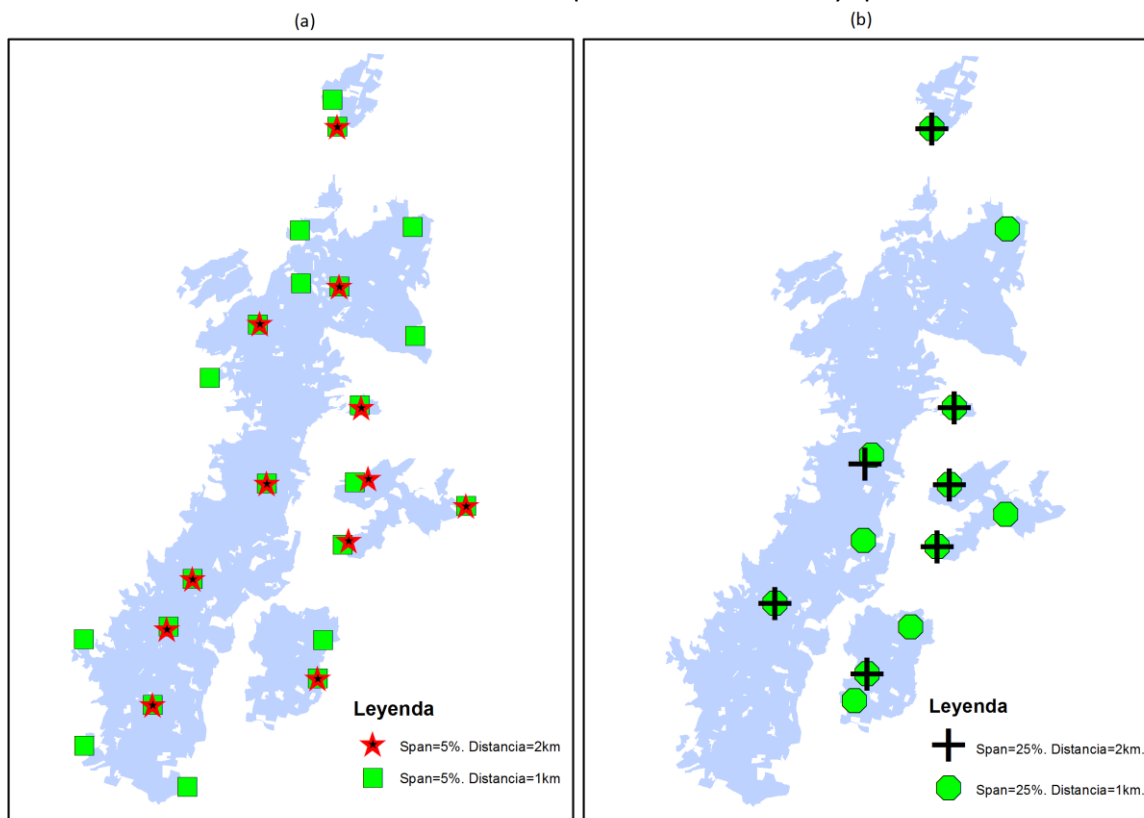 (a)
(b)
Leyenda
Span=5%. Distancia=2km
Span=5%. Distancia=1km
Leyenda
Span=25%. Distancia=2km.
Span=25%. Distancia=1km.